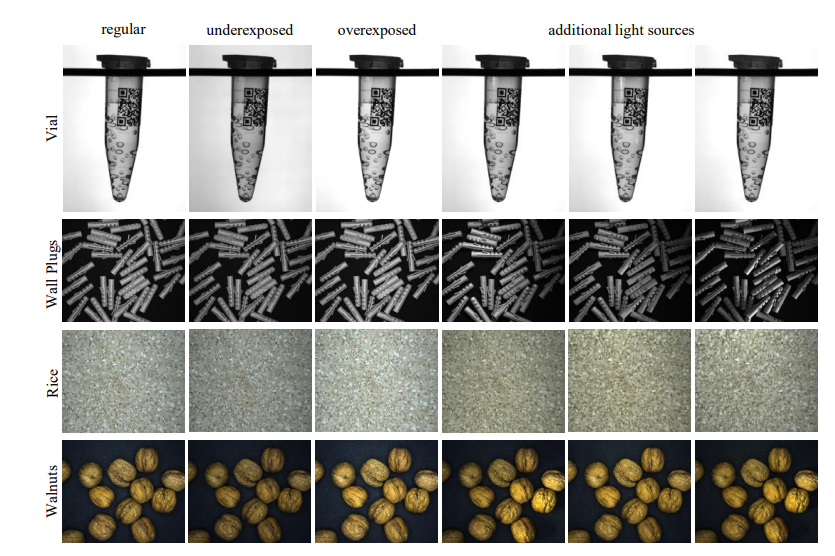 regular underexposed overexposed additional light sources
Vial
Wall Plugs
Rice
Walnuts